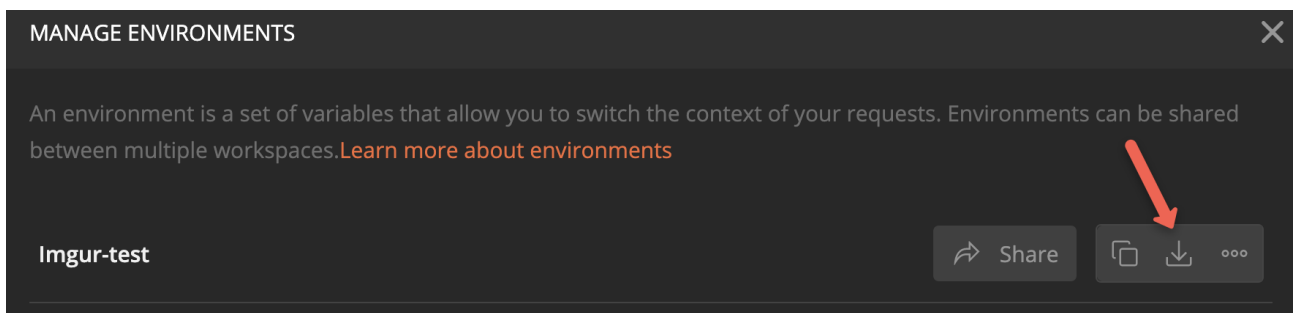 MANAGE ENVIRONMENTS
An environment is a set of variables that allow you to switch the context of your requests. Environments can be shared
between multiple workspaces.Learn more about environments
Imgur-test
Share